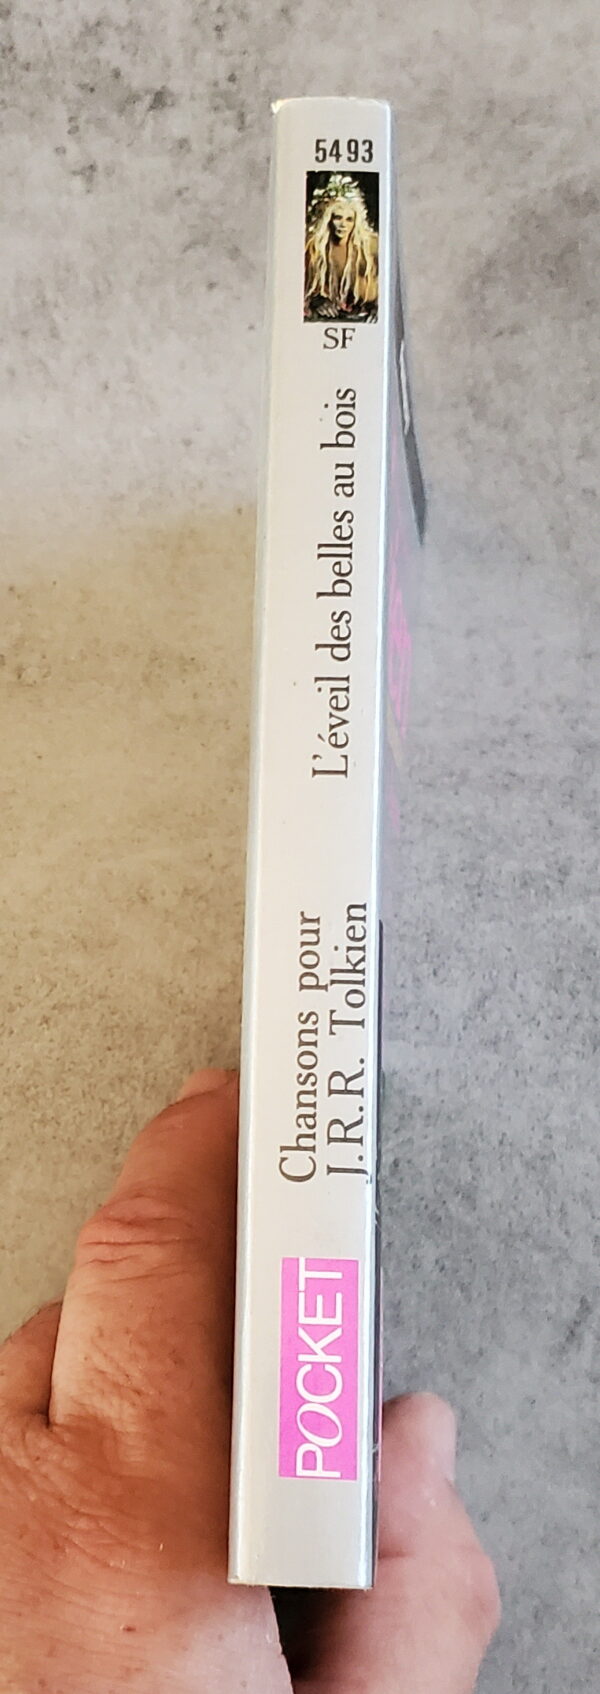 5493
SF
L'éveil des belles au bois
Chansons pour
J.R.R. Tolkien
POCKET